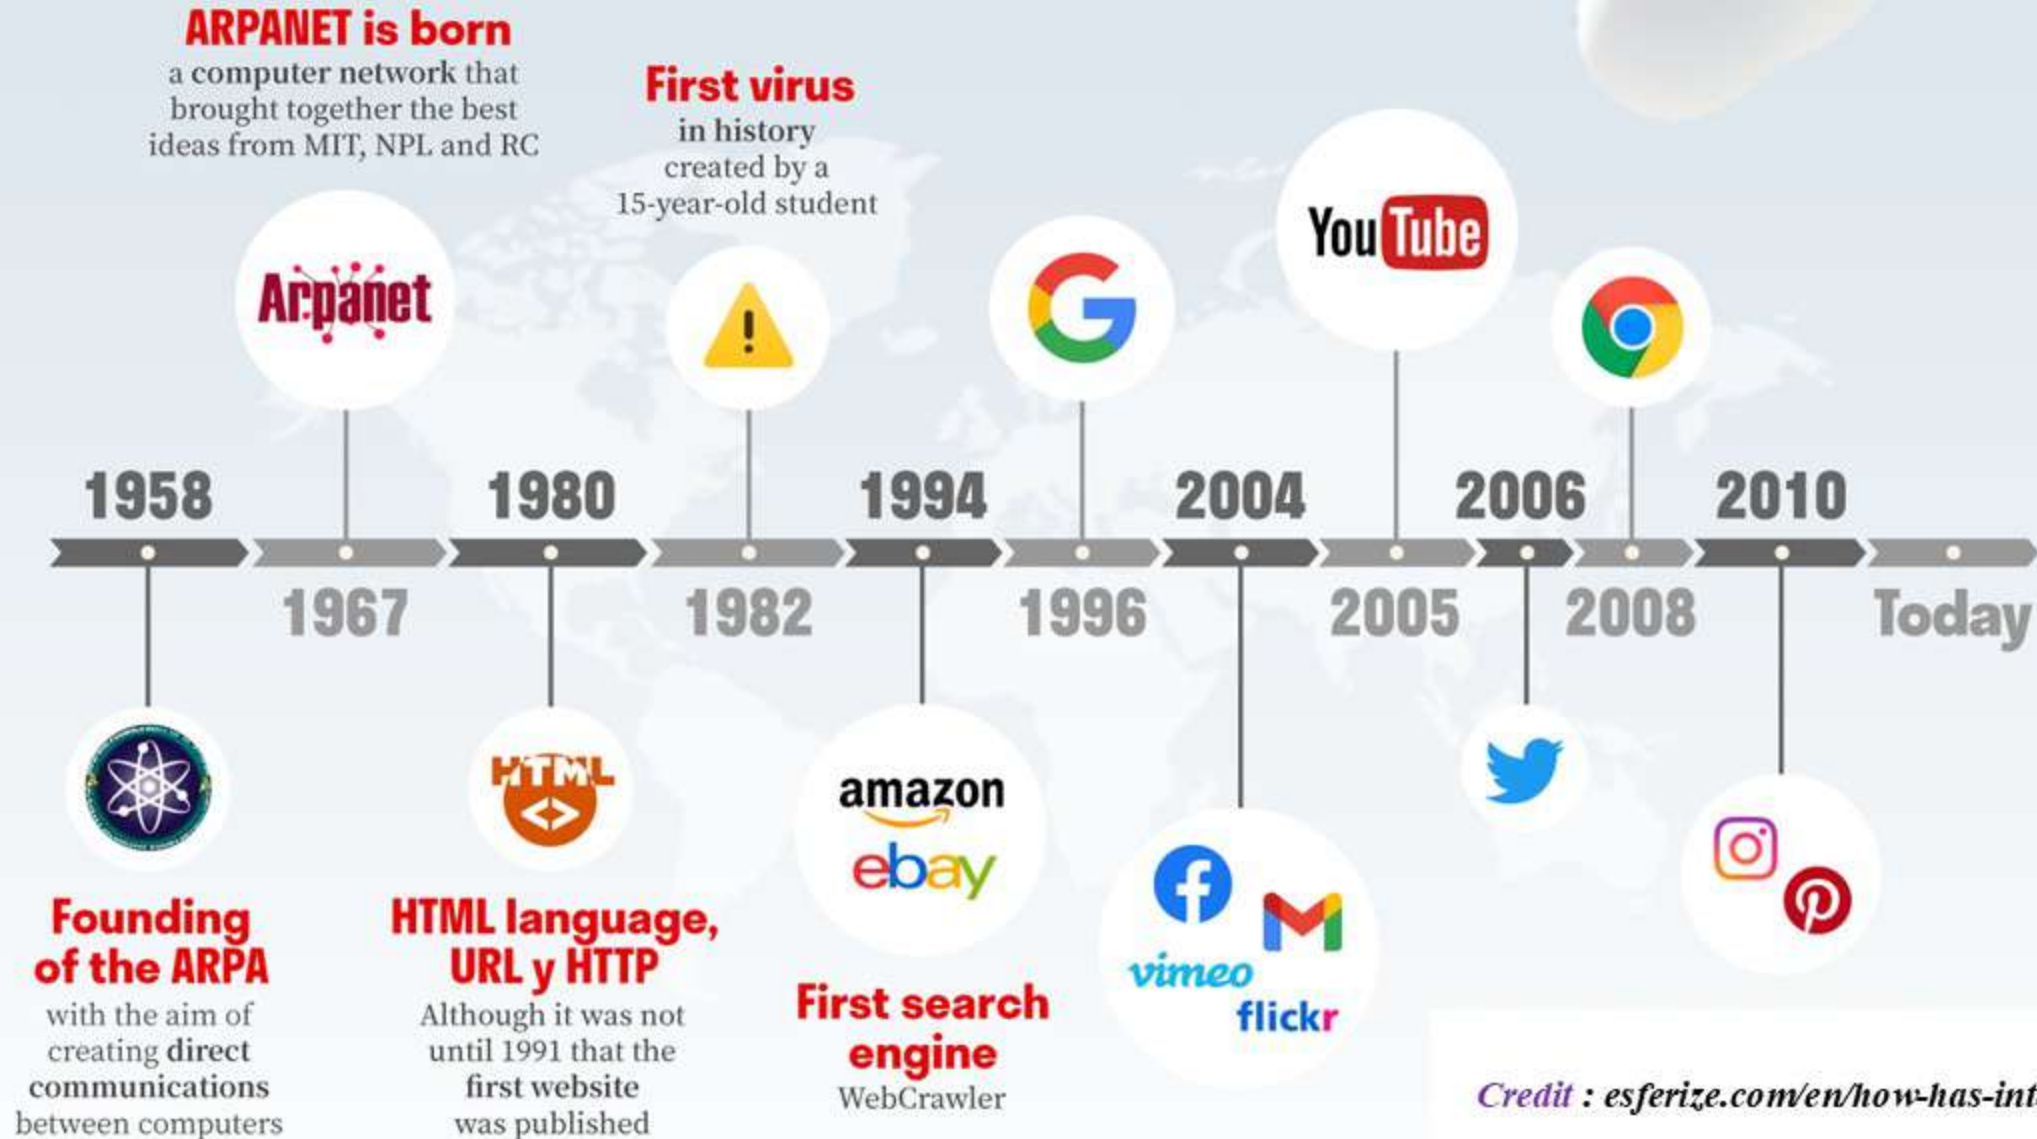 ARPANET is born
a computer network that
brought together the best
ideas from MIT, NPL and RC
First virus
in history
created by a
15-year-old student
Arpanet
YouTube
1958
1980
1994
2004
2006
2010
1967
1982
1996
2005
2008
Today
HTML
<>
amazon
ebay
vimeo
flickr
Founding
of the ARPA
with the aim of
creating direct
communications
between computers
HTML language,
URL y HTTP
Although it was not
until 1991 that the
first website
was published
First search
engine
WebCrawler
Credit : esferize.com/en/how-has-int